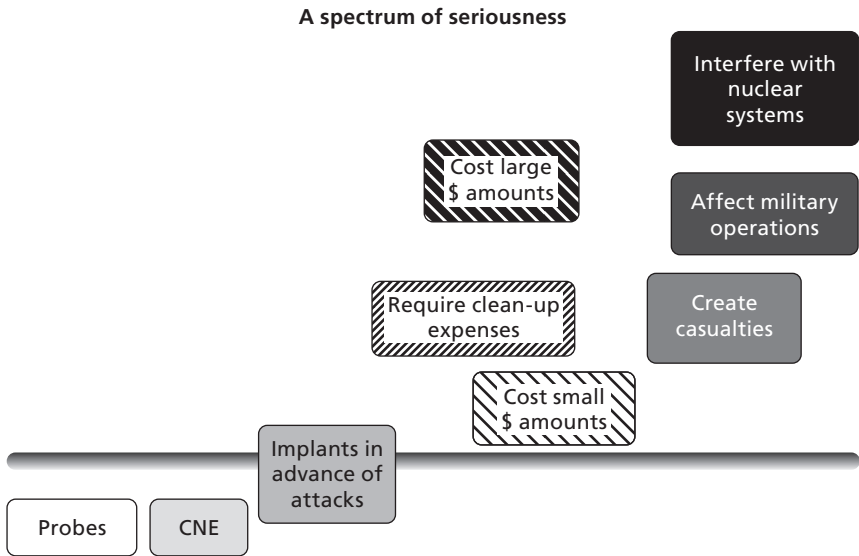 A spectrum of seriousness
Interfere with
nuclear
systems
Cost large
$ amounts
Affect military
operations
Require clean-up
expenses
Create
casualties
Cost small
$ amounts
Implants in
advance of
attacks
Probes
CNE